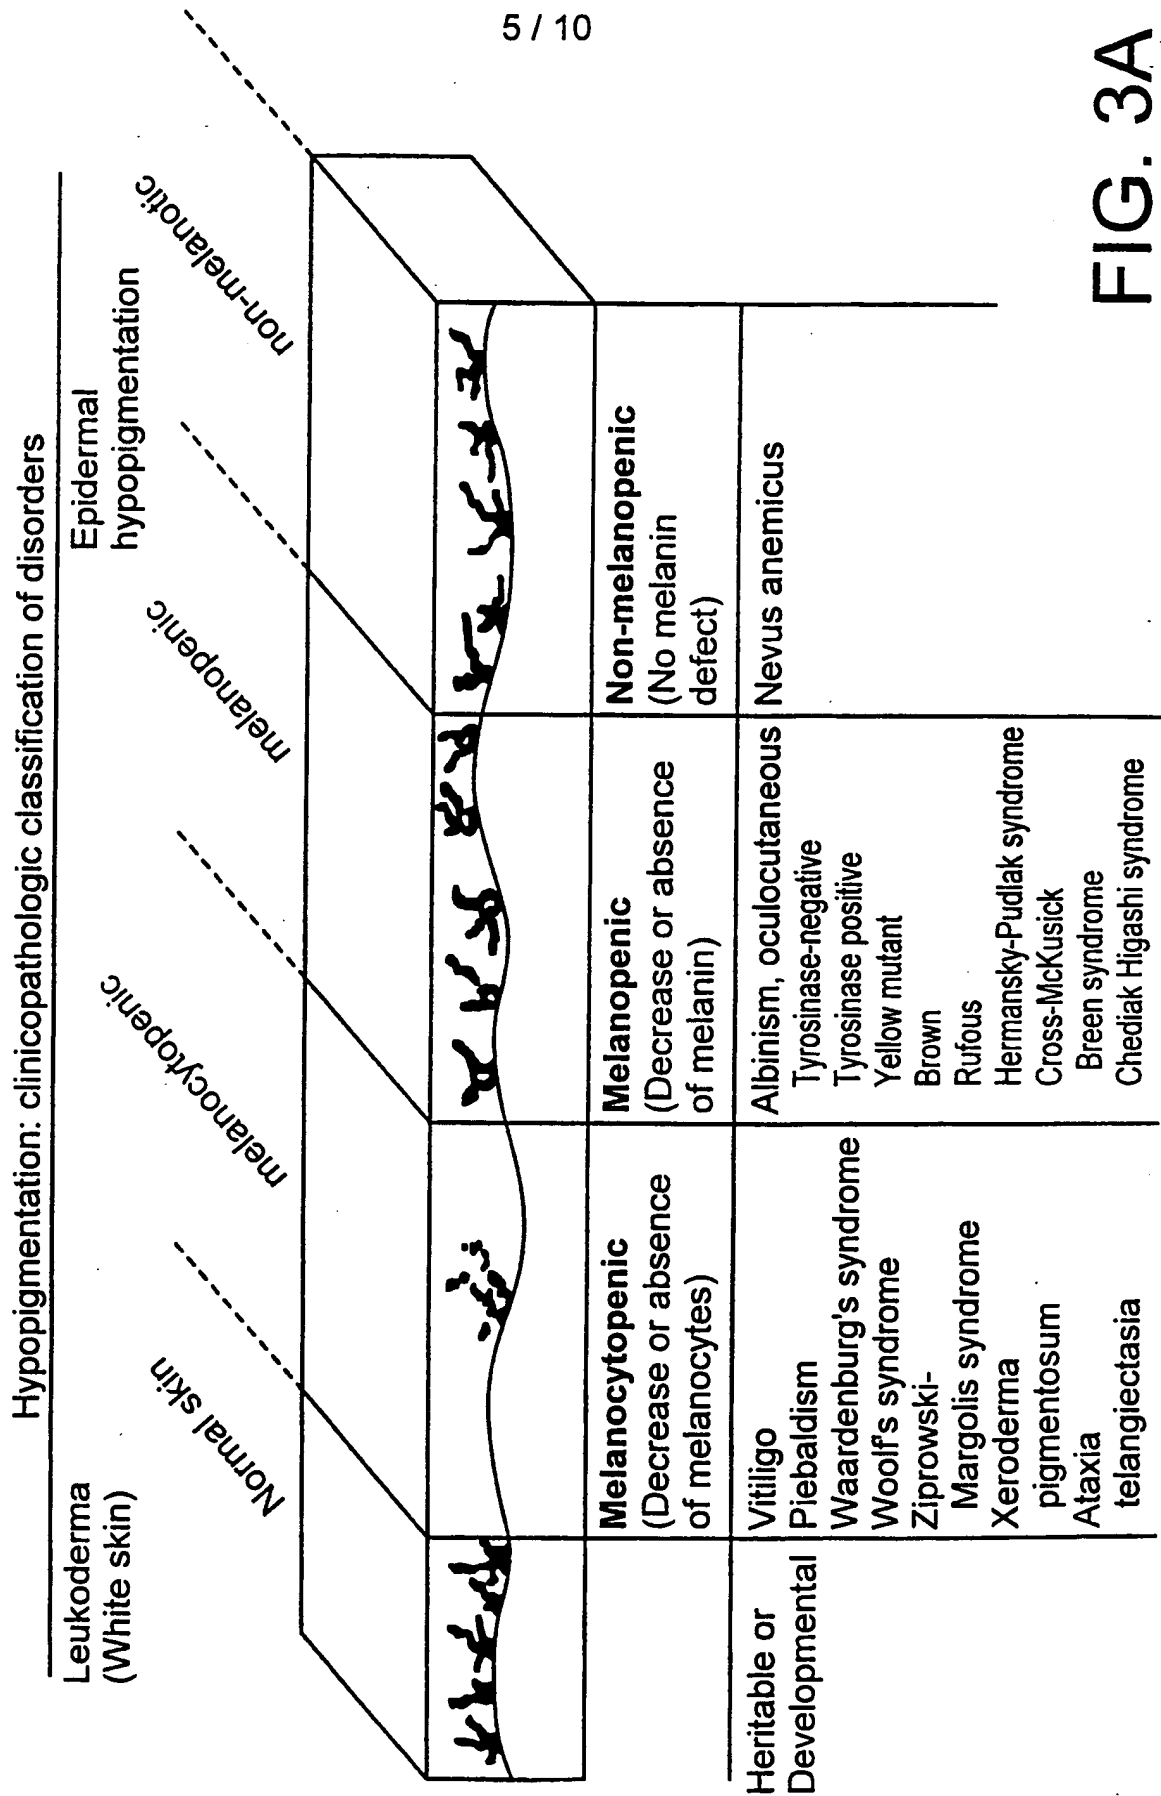 5 / 10
Hypopigmentation: clinicopathologic classification of disorders
Leukoderma
(White skin)
Epidermal
hypopigmentation
Normal skin
melanocytopenic
melanopenic
non-melanotic
Melanocytopenic
(Decrease or absence
of melanocytes)
Melanopenic
(Decrease or absence
of melanin)
Non-melanopenic
(No melanin
defect)
Heritable or
Developmental
Vitiligo
Piebaldism
Waardenburg's syndrome
Woolf's syndrome
Ziprowski-
Margolis syndrome
Xeroderma
pigmentosum
Ataxia
telangiectasia
Albinism, oculocutaneous
Tyrosinase-negative
Tyrosinase positive
Yellow mutant
Brown
Rufous
Hermansky-Pudlak syndrome
Cross-McKusick
Breen syndrome
Chediak Higashi syndrome
Nevus anemicus
FIG. 3A